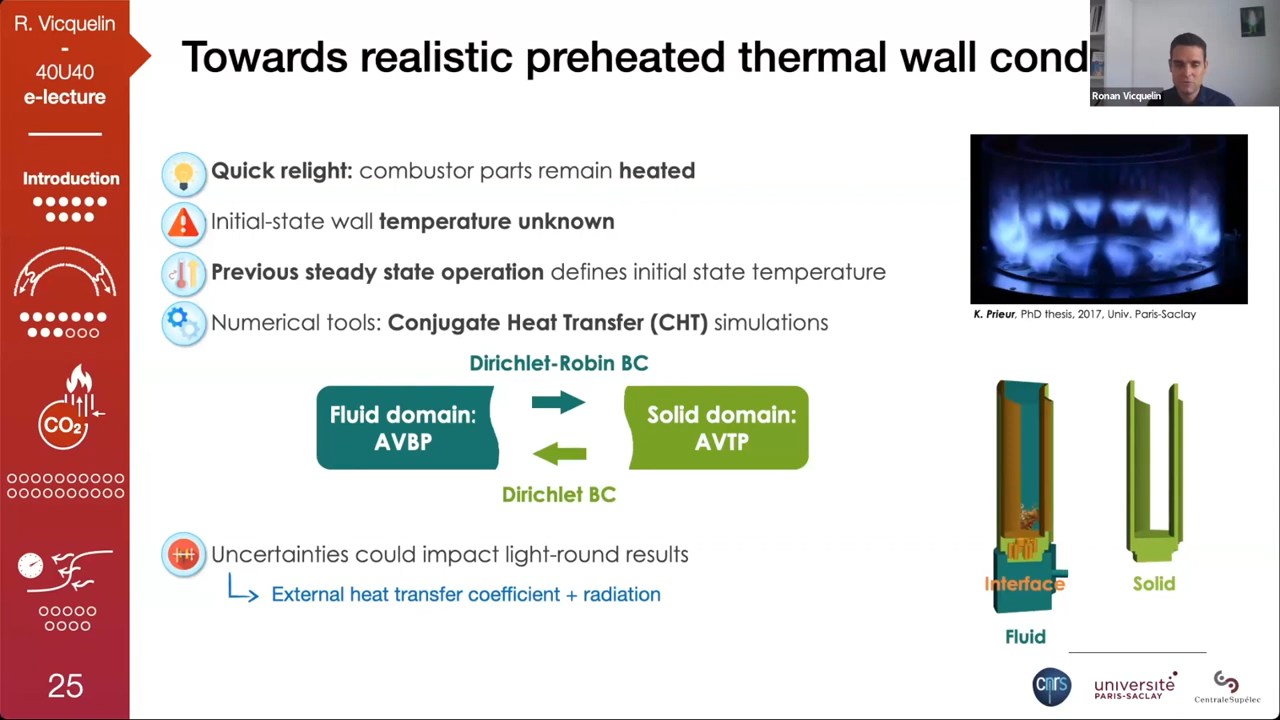 R. Vicquelin
-
40U40
e-lecture
Introduction
CO₂
25
Towards realistic preheated thermal wall cond
Ronan Vicquelin
Quick relight: combustor parts remain heated
Initial-state wall temperature unknown
Previous steady state operation defines initial state temperature
Numerical tools: Conjugate Heat Transfer (CHT) simulations
Dirichlet-Robin BC
Fluid domain:
AVBP
Solid domain:
AVTP
Dirichlet BC
Uncertainties could impact light-round results
External heat transfer coefficient + radiation
K. Prieur, PhD thesis, 2017, Univ. Paris-Saclay
Interface
Solid
Fluid
cnrs
université
PARIS-SACLAY
CentraleSupélec